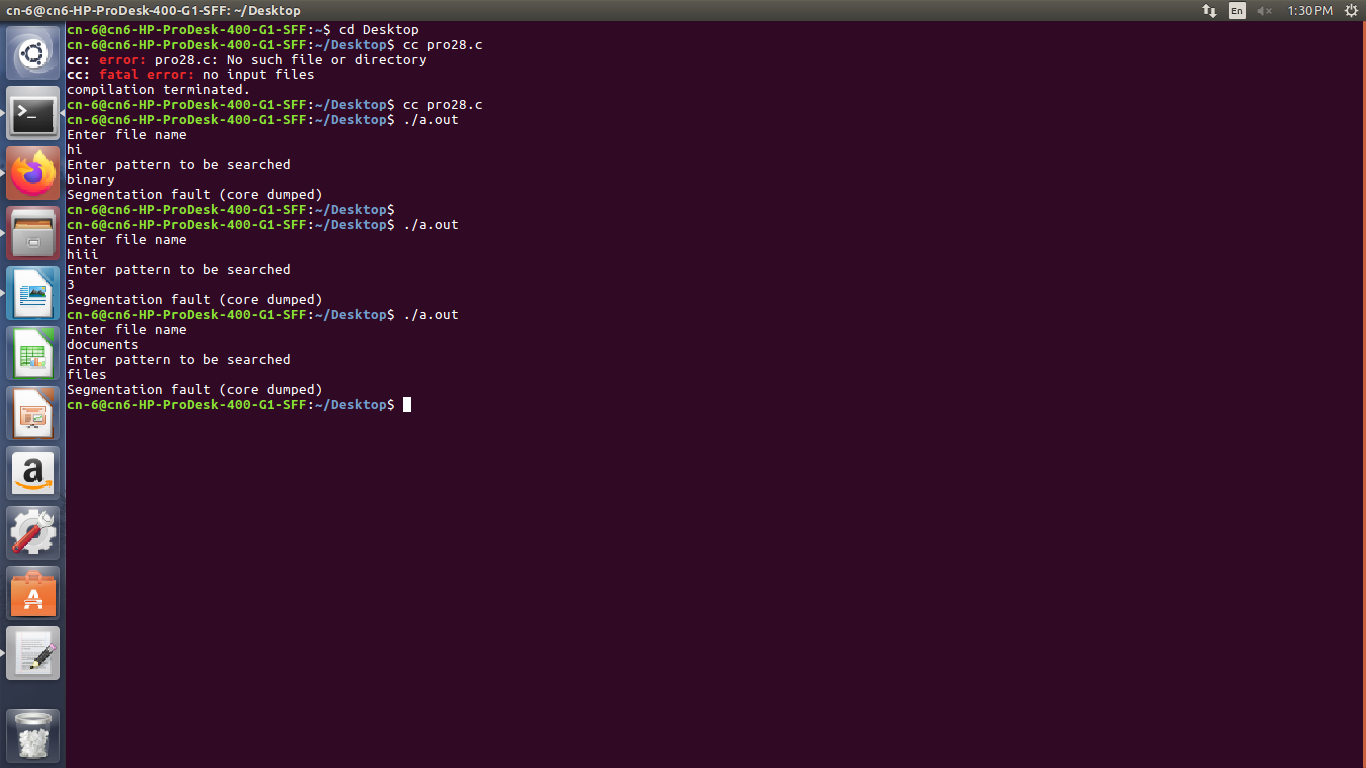 cn-6@cn6-HP-ProDesk-400-G1-SFF: ~/Desktop
En
1:30 PM
cn-6@cn6-HP-ProDesk-400-G1-SFF:~$ cd Desktop
cn-6@cn6-HP-ProDesk-400-G1-SFF:~/Desktop$ cc pro28.c
cc: error: pro28.c: No such file or directory
cc: fatal error: no input files
compilation terminated.
cn-6@cn6-HP-ProDesk-400-G1-SFF:~/Desktop$ cc pro28.c
cn-6@cn6-HP-ProDesk-400-G1-SFF:~/Desktop$ ./a.out
Enter file name
hi
Enter pattern to be searched
binary
Segmentation fault (core dumped)
cn-6@cn6-HP-ProDesk-400-G1-SFF:~/Desktop$
cn-6@cn6-HP-ProDesk-400-G1-SFF:~/Desktop$ ./a.out
Enter file name
hiii
Enter pattern to be searched
3
Segmentation fault (core dumped)
cn-6@cn6-HP-ProDesk-400-G1-SFF:~/Desktop$ ./a.out
Enter file name
documents
Enter pattern to be searched
files
Segmentation fault (core dumped)
cn-6@cn6-HP-ProDesk-400-G1-SFF:~/Desktop$